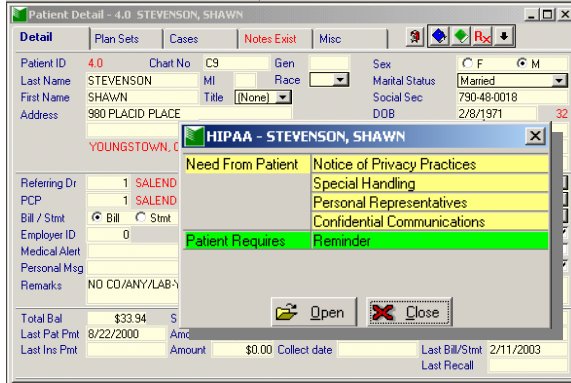 Patient Detail - 4.0 STEVENSON, SHAWN
Detail Plan Sets Cases Notes Exist Misc Rx
Patient ID 4.0 Chart No C9 Gen Sex F M
Last Name STEVENSON MI Race Marital Status Married
First Name SHAWN Title (None) Social Sec 790-48-0018
Address 980 PLACID PLACE DOB 2/8/1971 32
YOUNGSTOWN,
HIPAA - STEVENSON, SHAWN
Need From Patient Notice of Privacy Practices
Special Handling
Personal Representatives
Confidential Communications
Patient Requires Reminder
Open Close
Referring Dr 1 SALEND
PCP 1 SALEND
Bill / Stmt Bill Stmt
Employer ID 0
Medical Alert
Personal Msg
Remarks NO CO/ANY/LAB-
Total Bal $33.94 S
Last Pat Pmt 8/22/2000 Amo
Last Ins Pmt Amount $0.00 Collect date Last Bill/Stmt 2/11/2003
Last Recall